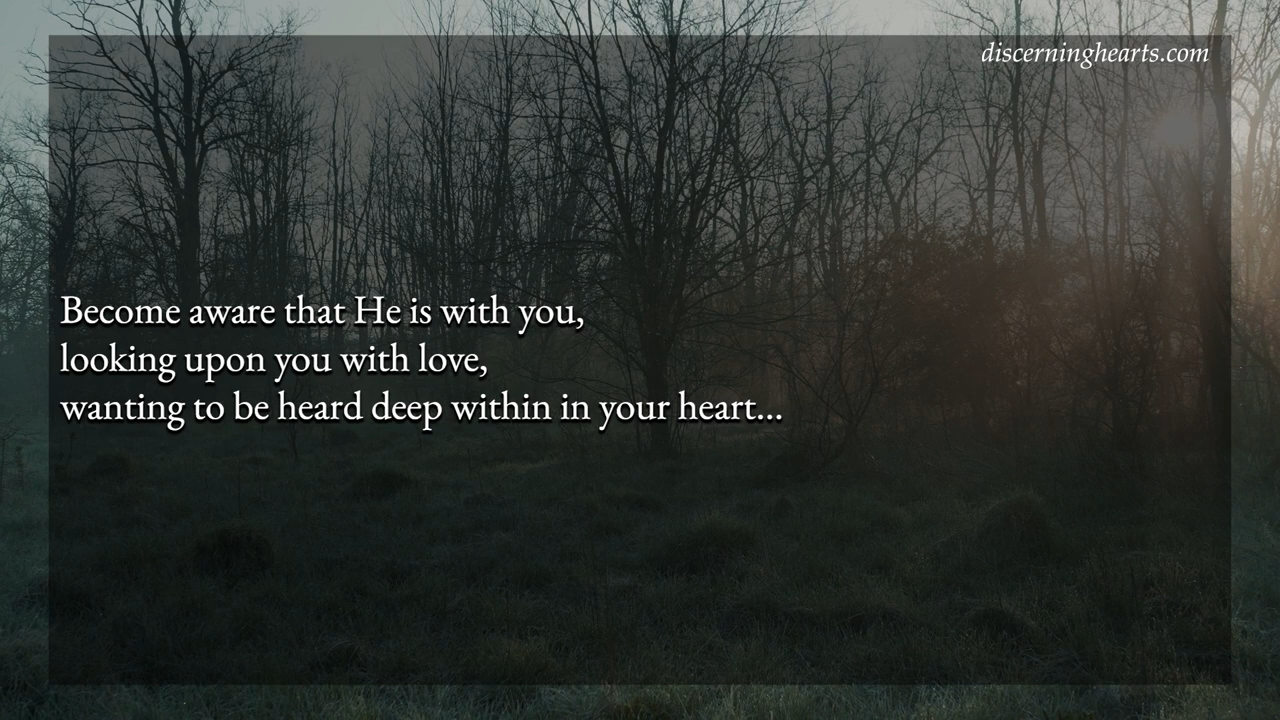 discerninghearts.com
Become aware that He is with you,
looking upon you with love,
wanting to be heard deep within in your heart...